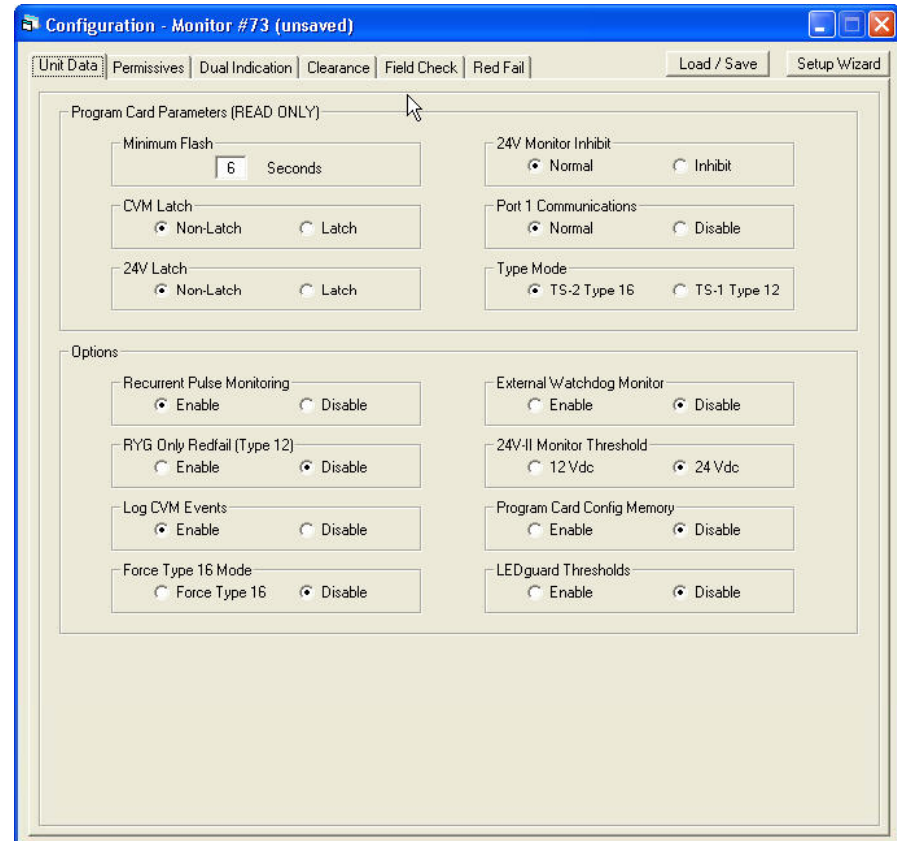 Configuration - Monitor #73 (unsaved)
Unit Data Permissives Dual Indication Clearance Field Check Red Fail Load / Save Setup Wizard
Program Card Parameters (READ ONLY)
Minimum Flash
6 Seconds
24V Monitor Inhibit
Normal Inhibit
CVM Latch
Non-Latch Latch
Port 1 Communications
Normal Disable
24V Latch
Non-Latch Latch
Type Mode
TS-2 Type 16 TS-1 Type 12
Options
Recurrent Pulse Monitoring
Enable Disable
External Watchdog Monitor
Enable Disable
RYG Only Redfail (Type 12)
Enable Disable
24V-II Monitor Threshold
12 Vdc 24 Vdc
Log CVM Events
Enable Disable
Program Card Config Memory
Enable Disable
Force Type 16 Mode
Force Type 16 Disable
LEDguard Thresholds
Enable Disable